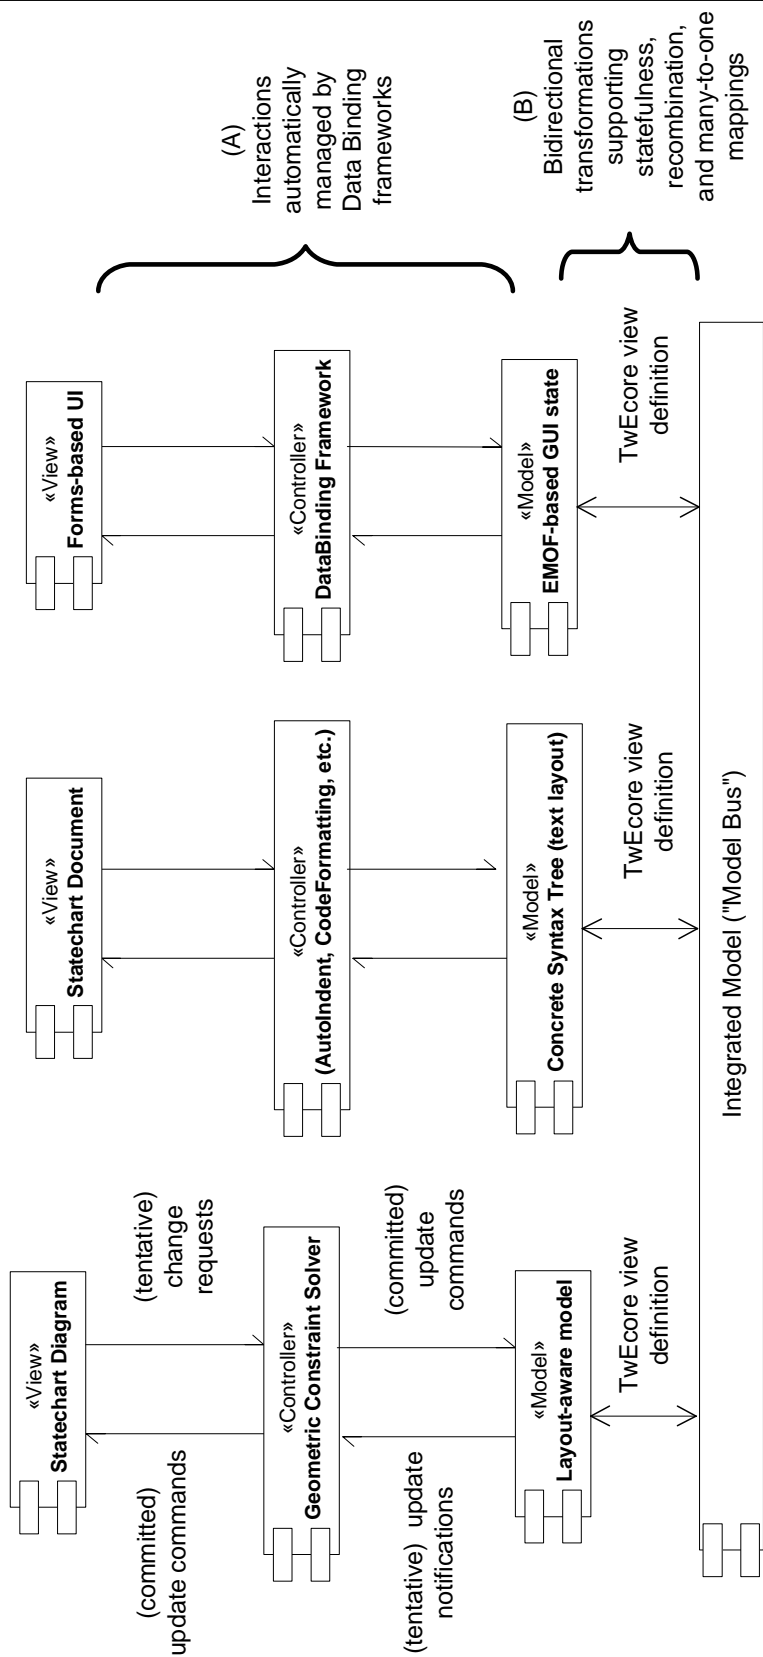 «View»
Statechart Diagram
(committed)
update commands
(tentative)
change
requests
«Controller»
Geometric Constraint Solver
(tentative) update
notifications
(committed)
update
commands
«Model»
Layout-aware model
TwEcore view
definition
«View»
Statechart Document
«Controller»
(AutoIndent, CodeFormatting, etc.)
«Model»
Concrete Syntax Tree (text layout)
TwEcore view
definition
«View»
Forms-based UI
«Controller»
DataBinding Framework
«Model»
EMOF-based GUI state
TwEcore view
definition
(A)
Interactions
automatically
managed by
Data Binding
frameworks
(B)
Bidirectional
transformations
supporting
statefulness,
recombination,
and many-to-one
mappings
Integrated Model ("Model Bus")